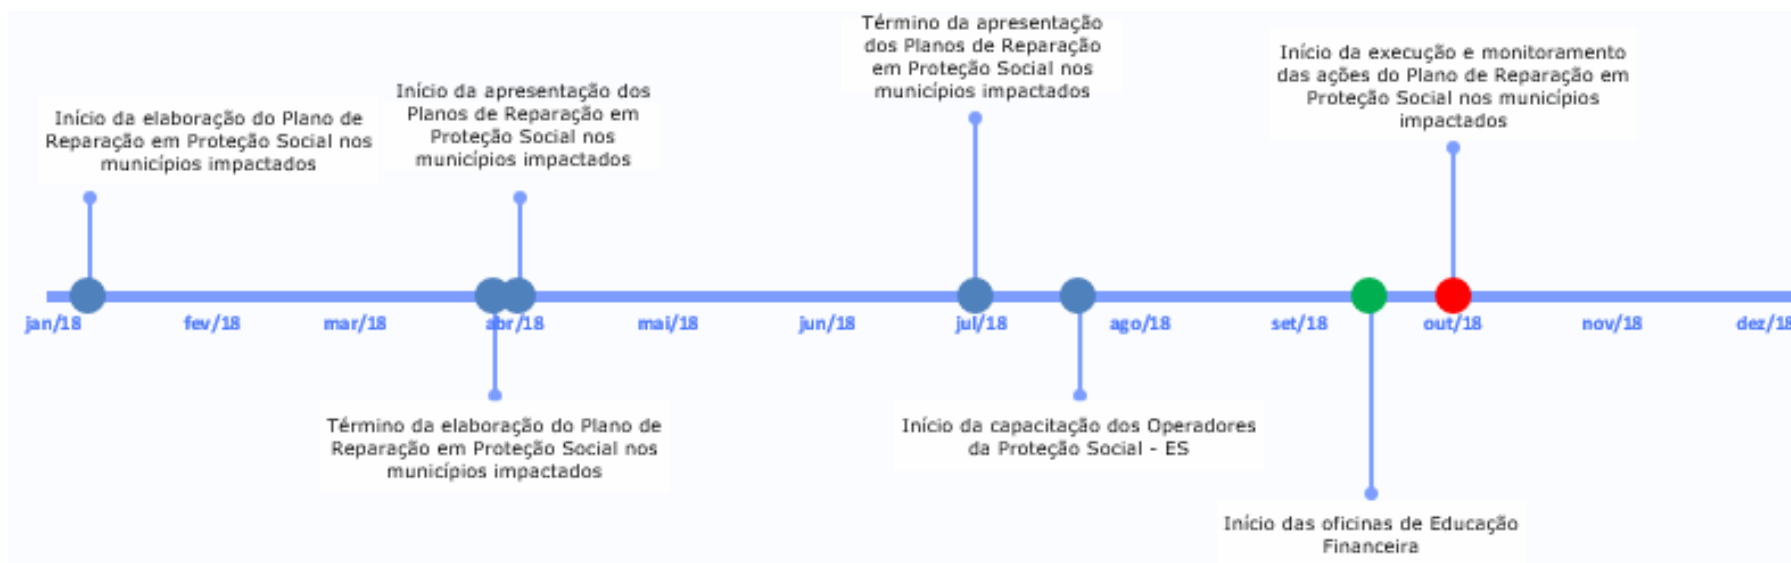 Início da elaboração do Plano de
Reparação em Proteção Social nos
municípios impactados
Início da apresentação dos
Planos de Reparação em
Proteção Social nos
municípios impactados
Término da apresentação
dos Planos de Reparação
em Proteção Social nos
municípios impactados
Início da execução e monitoramento
das ações do Plano de Reparação em
Proteção Social nos municípios
impactados
jan/18 fev/18 mar/18 abr/18 mai/18 jun/18 jul/18 ago/18 set/18 out/18 nov/18 dez/18
Término da elaboração do Plano de
Reparação em Proteção Social nos
municípios impactados
Início da capacitação dos Operadores
da Proteção Social - ES
Início das oficinas de Educação
Financeira